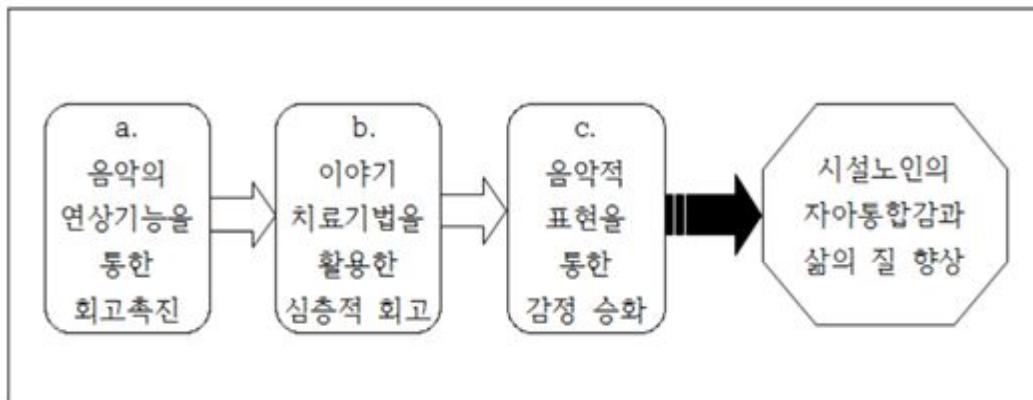 a.
음악의
연상기능을
통한
회고촉진
b.
이야기
치료기법을
활용한
심층적 회고
c.
음악적
표현을
통한
감정 승화
시설노인의
자아통합감과
삶의 질 향상